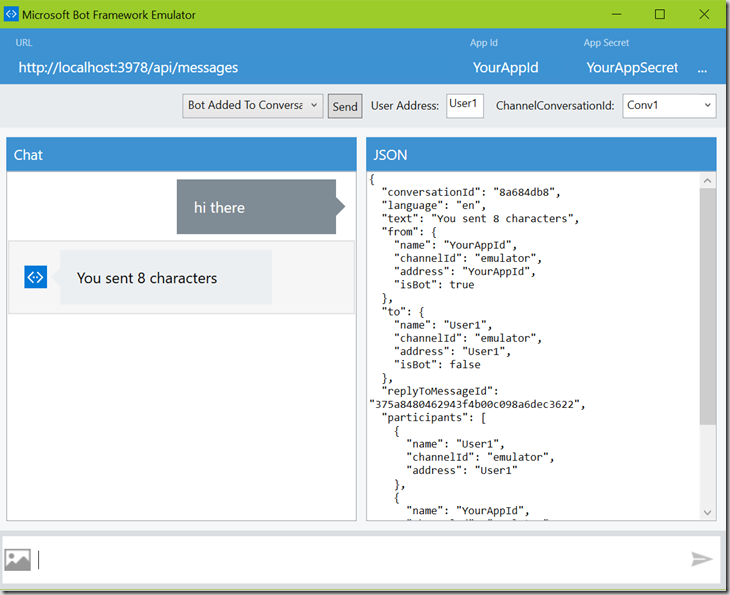 Microsoft Bot Framework Emulator
URL App Id App Secret
http://localhost:3978/api/messages YourAppId YourAppSecret ...
Bot Added To Conversa Send User Address: User1 ChannelConversationId: Conv1
Chat
hi there
You sent 8 characters
JSON
{
"conversationId": "8a684db8",
"language": "en",
"text": "You sent 8 characters",
"from": {
"name": "YourAppId",
"channelId": "emulator",
"address": "YourAppId",
"isBot": true
},
"to": {
"name": "User1",
"channelId": "emulator",
"address": "User1",
"isBot": false
},
"replyToMessageId":
"375a8480462943f4b00c098a6dec3622",
"participants": [
{
"name": "User1",
"channelId": "emulator",
"address": "User1"
},
{
"name": "YourAppId",